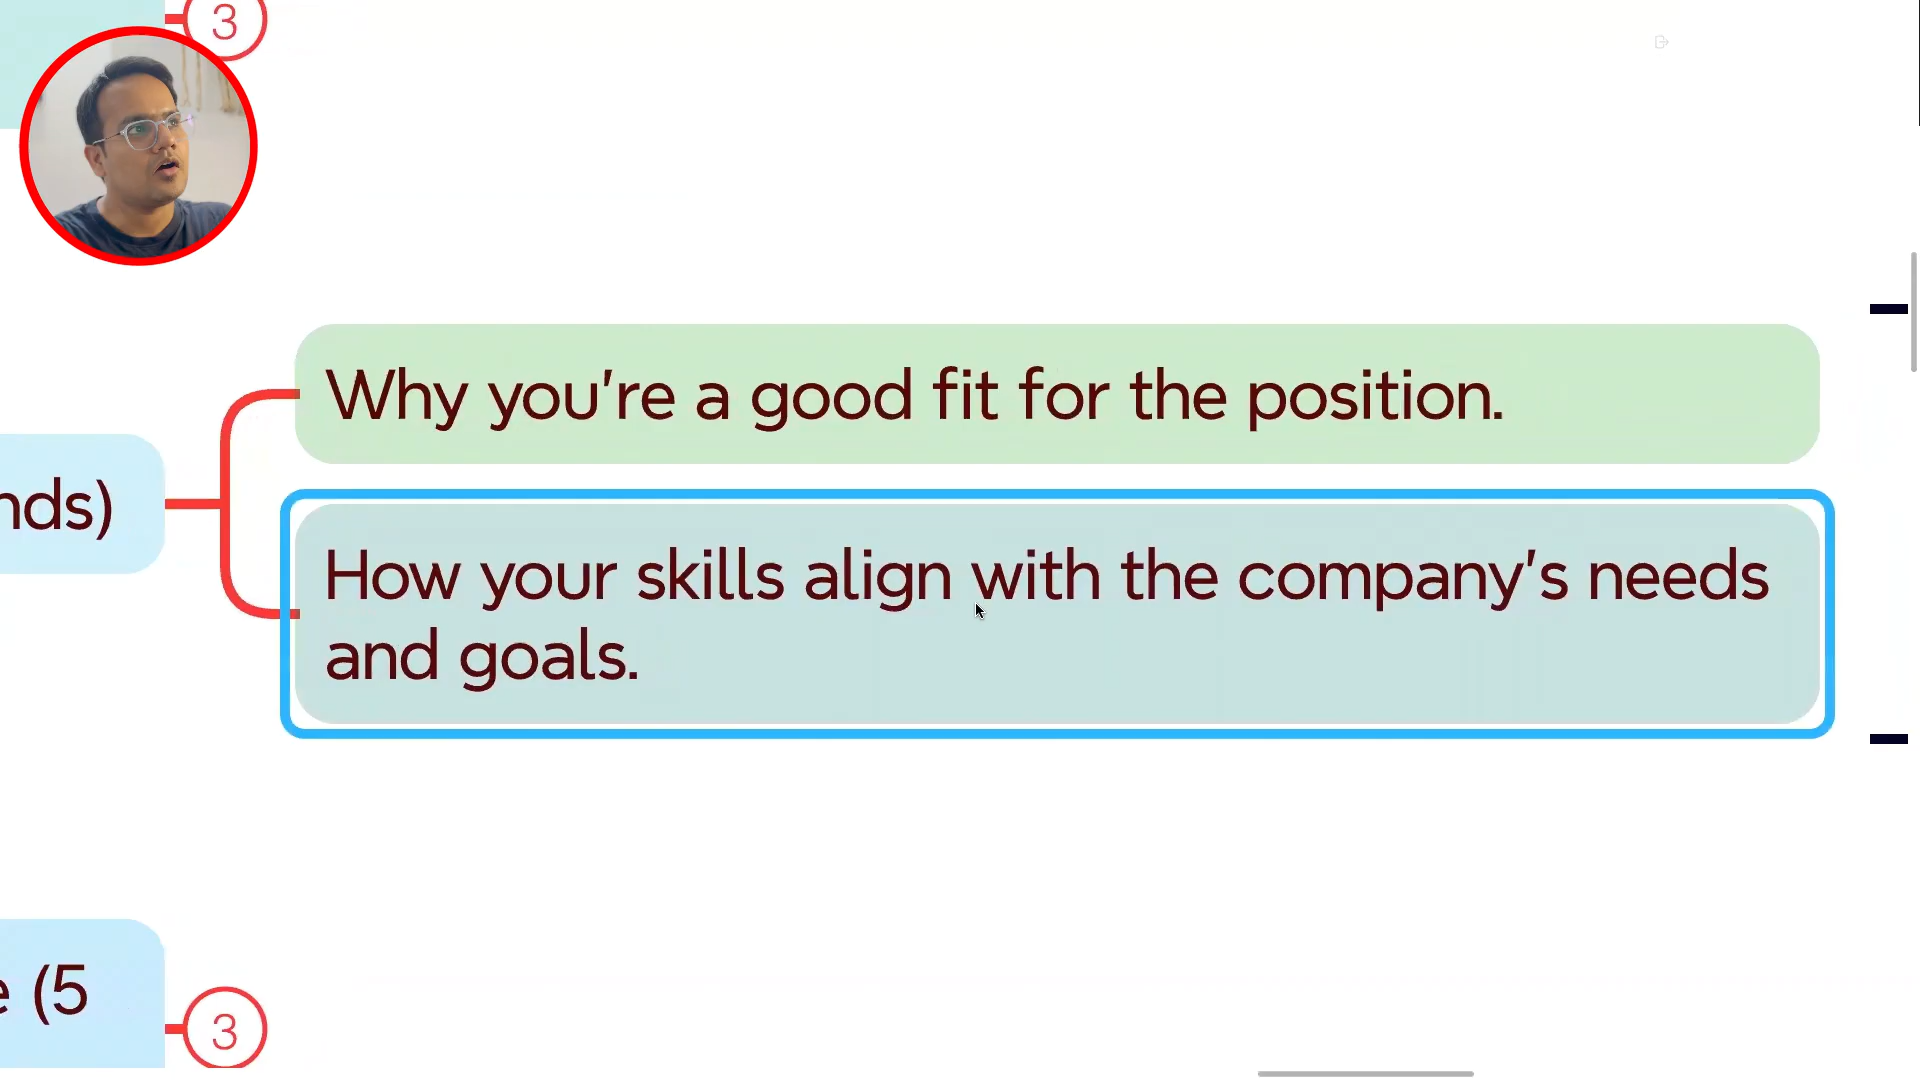 3
Why you're a good fit for the position.
nds)
How your skills align with the company's needs
and goals.
e (5
3